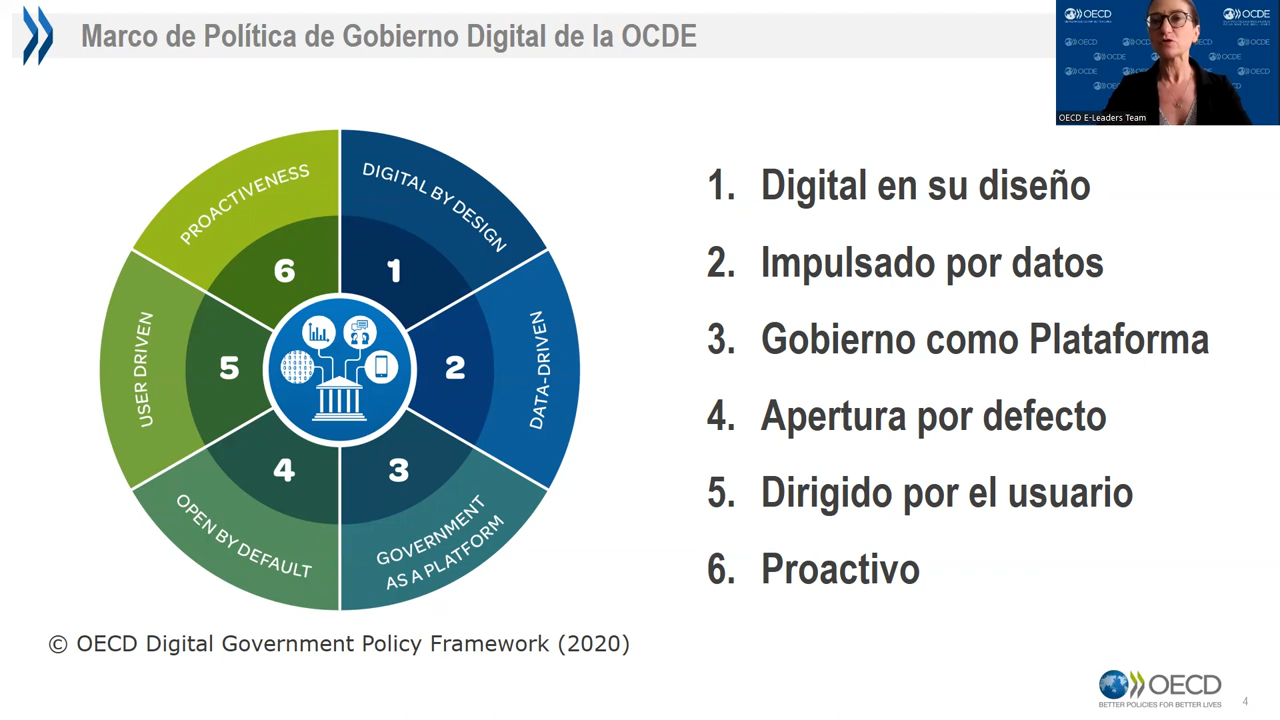 Marco de Política de Gobierno Digital de la OCDE
OECD
OCDE
OECD E-Leaders Team
PROACTIVENESS
DIGITAL BY DESIGN
DATA-DRIVEN
GOVERNMENT
AS A PLATFORM
OPEN BY DEFAULT
USER DRIVEN
6
1
5
2
4
3
1. Digital en su diseño
2. Impulsado por datos
3. Gobierno como Plataforma
4. Apertura por defecto
5. Dirigido por el usuario
6. Proactivo
© OECD Digital Government Policy Framework (2020)
OECD
BETTER POLICIES FOR BETTER LIVES
4